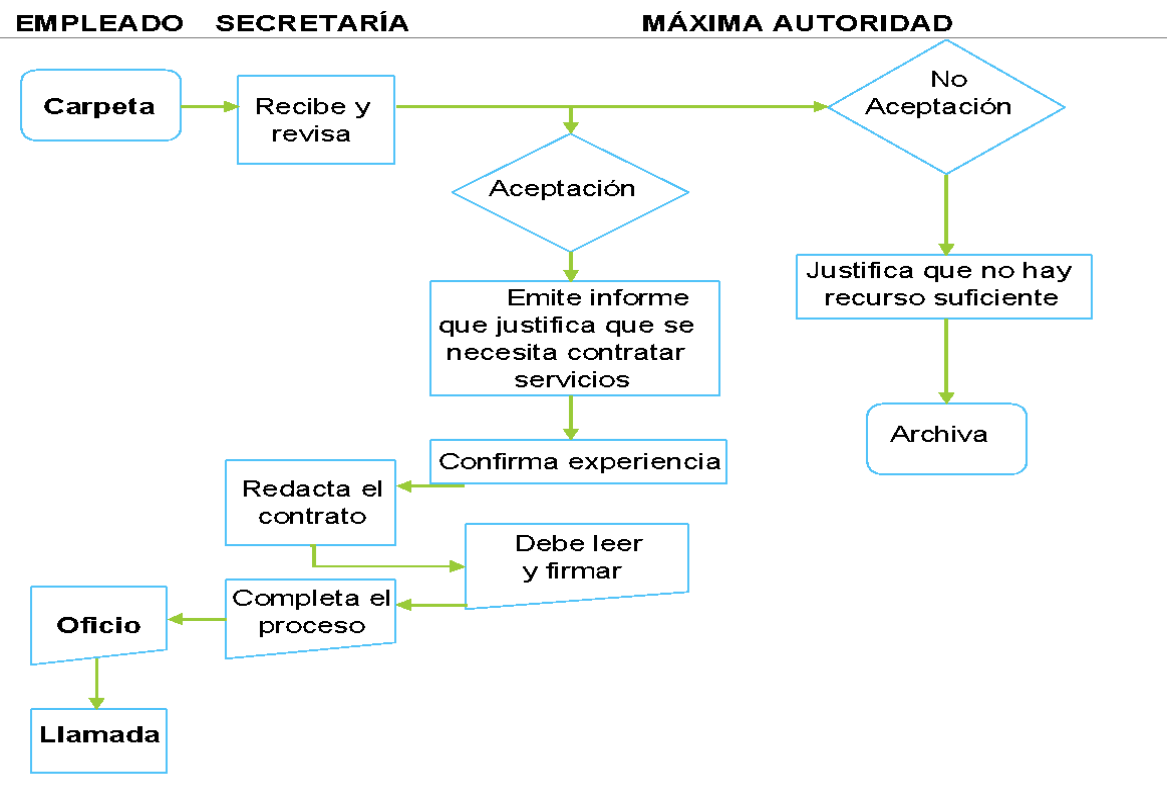 EMPLEADO SECRETARÍA MÁXIMA AUTORIDAD
Carpeta
Recibe y
revisa
No
Aceptación
Aceptación
Justifica que no hay
recurso suficiente
Emite informe
que justifica que se
necesita contratar
servicios
Archiva
Confirma experiencia
Redacta el
contrato
Debe leer
y firmar
Completa el
proceso
Oficio
Llamada